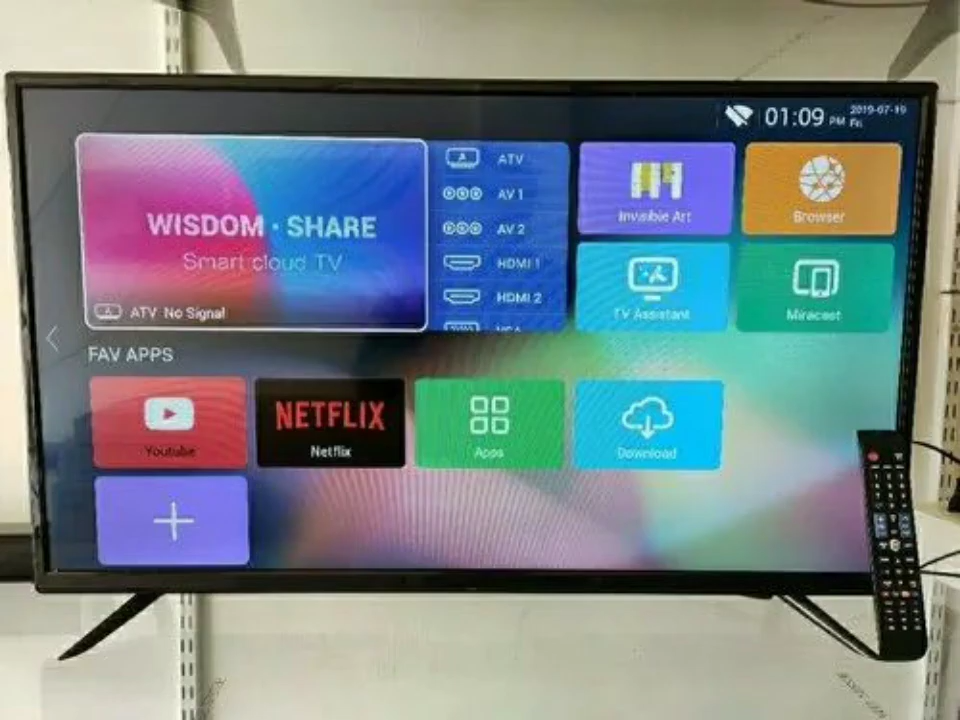 01:09 PM 2019-07-19
Fri.
WISDOM · SHARE
Smart cloud TV
ATV No Signal
ATV
AV 1
AV 2
HDMI 1
HDMI 2
Invisible Art
Browser
TV Assistant
Miracast
FAV APPS
Youtube
NETFLIX
Netflix
Apps
Download